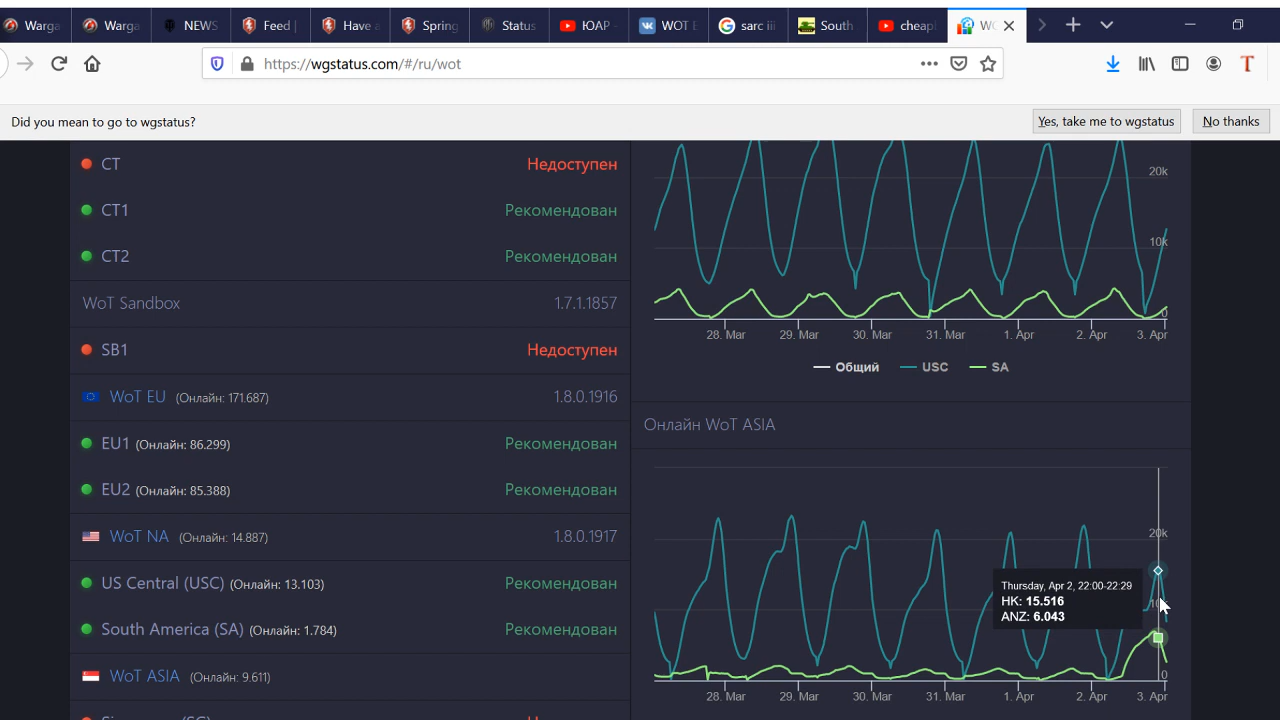 Warga
Warga
NEWS
Feed |
Have a
Spring
Status
ЮАР -
WOT E
sarc iii
South
cheap
WC
https://wgstatus.com/#/ru/wot
T
Did you mean to go to wgstatus?
Yes, take me to wgstatus
No thanks
CT Недоступен
CT1 Рекомендован
CT2 Рекомендован
WoT Sandbox 1.7.1.1857
SB1 Недоступен
WoT EU (Онлайн: 171.687) 1.8.0.1916
EU1 (Онлайн: 86.299) Рекомендован
EU2 (Онлайн: 85.388) Рекомендован
WoT NA (Онлайн: 14.887) 1.8.0.1917
US Central (USC) (Онлайн: 13.103) Рекомендован
South America (SA) (Онлайн: 1.784) Рекомендован
WoT ASIA (Онлайн: 9.611)
20k
10k
0
28. Mar 29. Mar 30. Mar 31. Mar 1. Apr 2. Apr 3. Apr
Общий USC SA
Онлайн WoT ASIA
20k
Thursday, Apr 2, 22:00-22:29
HK: 15.516
ANZ: 6.043
0
28. Mar 29. Mar 30. Mar 31. Mar 1. Apr 2. Apr 3. Apr